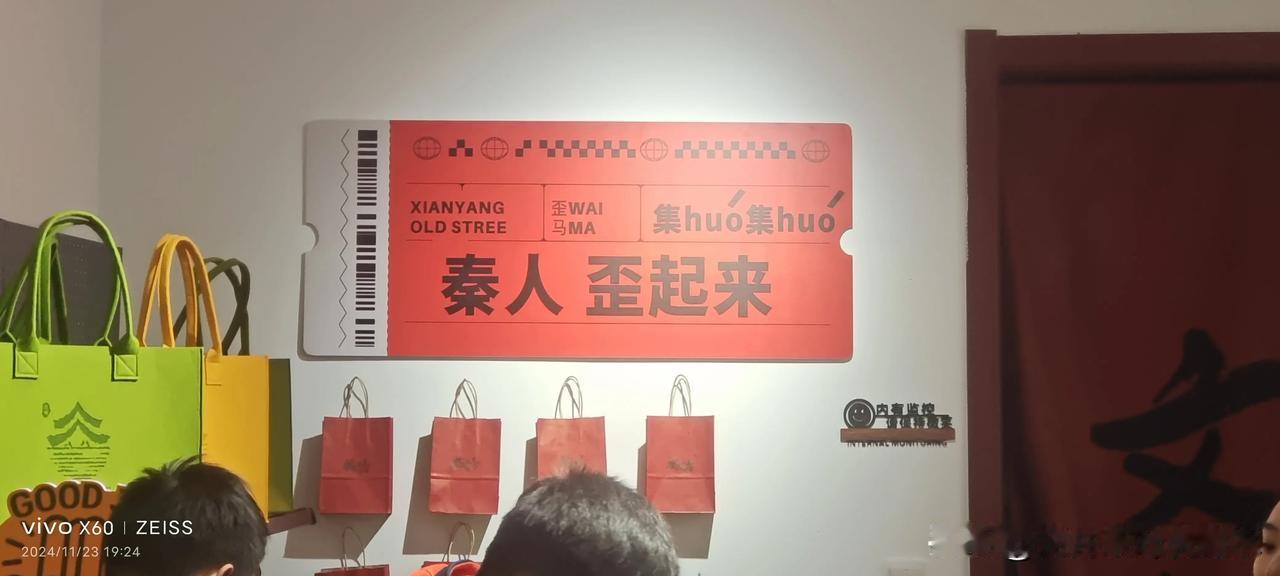 XIANYANG
OLD STREE
歪WAI
马MA
集huó集huó
秦人 歪起来
内有监控
INTERNAL MONITORING
文
GOOD
vivo X60 | ZEISS
2024/11/23 19:24